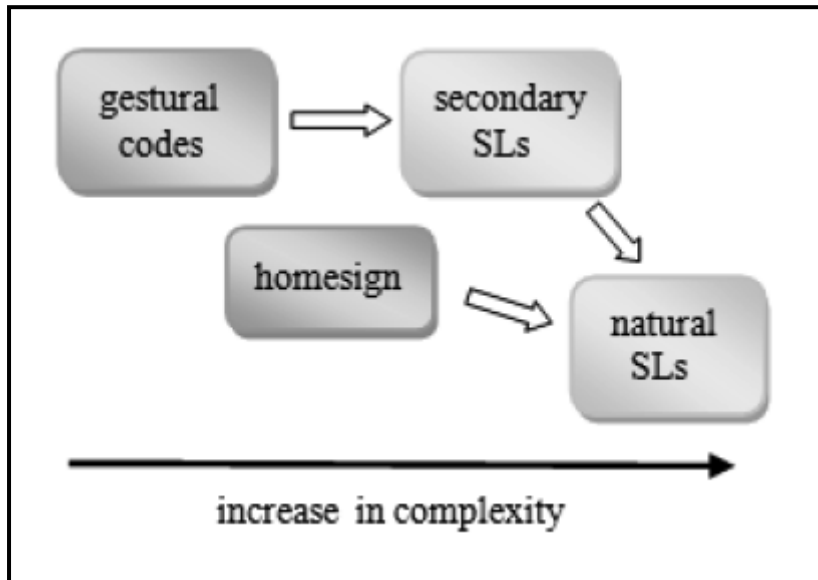 gestural
codes
secondary
SLs
homesign
natural
SLs
increase in complexity